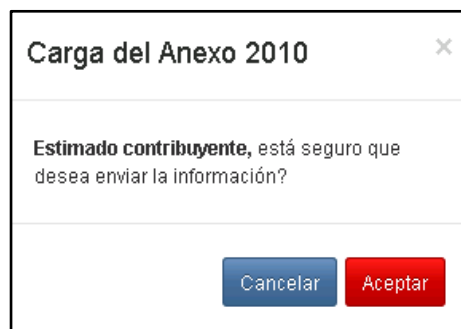 Carga del Anexo 2010 ×
Estimado contribuyente, está seguro que
desea enviar la información?
Cancelar Aceptar